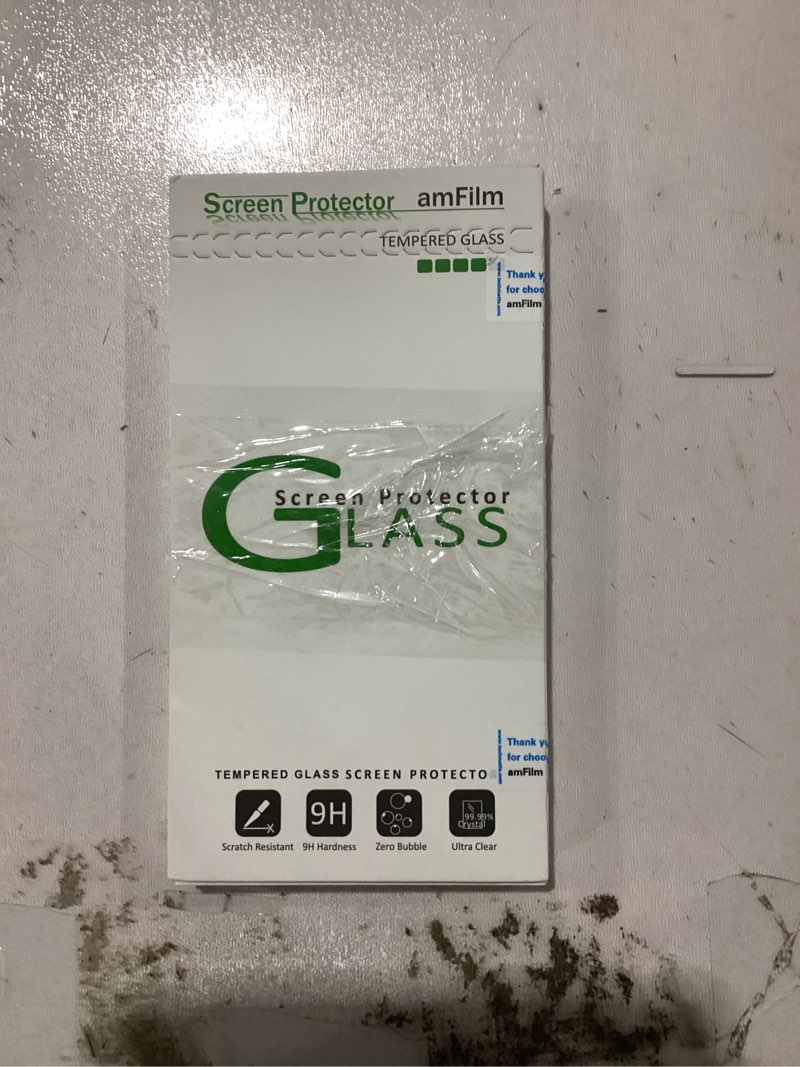 Screen Protector amFilm
TEMPERED GLASS
Thank y
for choo
amFilm
Screen Protector
GLASS
Thank y
for choo
amFilm
TEMPERED GLASS SCREEN PROTECTO
9H
99.99%
Crystal
Scratch Resistant 9H Hardness Zero Bubble Ultra Clear